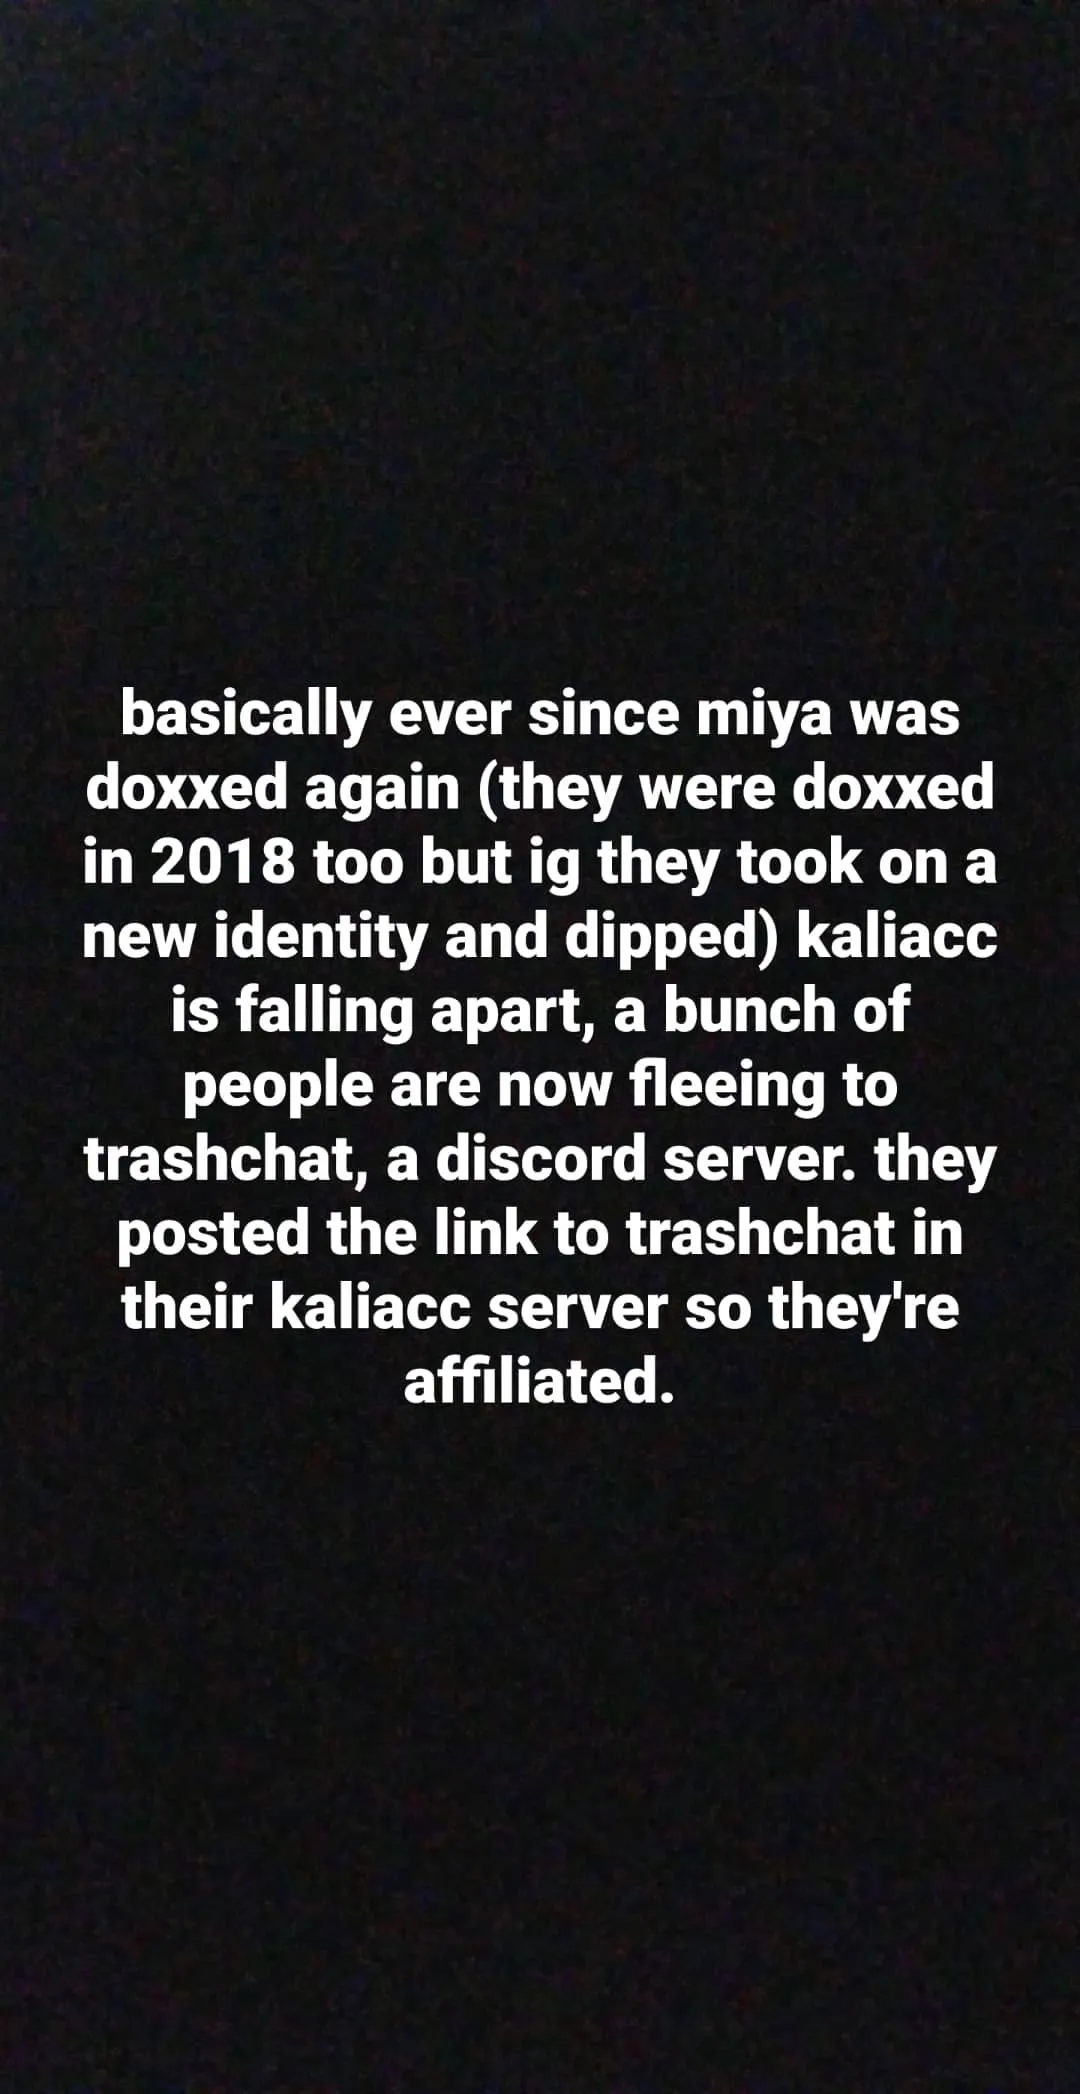 basically ever since miya was
doxxed again (they were doxxed
in 2018 too but ig they took on a
new identity and dipped) kaliacc
is falling apart, a bunch of
people are now fleeing to
trashchat, a discord server. they
posted the link to trashchat in
their kaliacc server so they're
affiliated.